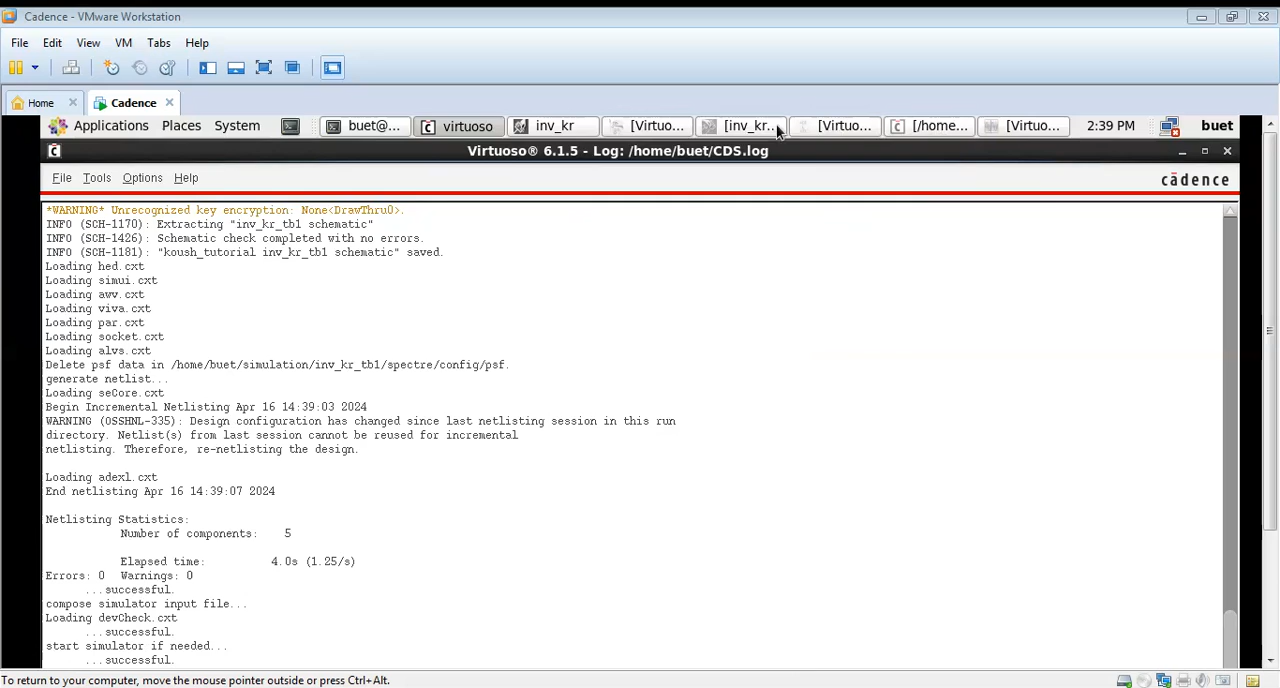 Cadence - VMware Workstation
File Edit View VM Tabs Help
Home Cadence
Applications Places System buet@... virtuoso inv_kr [Virtuo... [inv_kr... [Virtuo... [/home... [Virtuo... 2:39 PM buet
Virtuoso® 6.1.5 - Log: /home/buet/CDS.log
File Tools Options Help cādence
*WARNING* Unrecognized key encryption: None<DrawThru0>.
INFO (SCH-1170): Extracting "inv_kr_tb1 schematic"
INFO (SCH-1426): Schematic check completed with no errors.
INFO (SCH-1181): "koush_tutorial inv_kr_tb1 schematic" saved.
Loading hed.cxt
Loading simui.cxt
Loading awv.cxt
Loading viva.cxt
Loading par.cxt
Loading socket.cxt
Loading alvs.cxt
Delete psf data in /home/buet/simulation/inv_kr_tb1/spectre/config/psf.
generate netlist...
Loading seCore.cxt
Begin Incremental Netlisting Apr 16 14:39:03 2024
WARNING (OSSHNL-335): Design configuration has changed since last netlisting session in this run
directory. Netlist(s) from last session cannot be reused for incremental
netlisting. Therefore, re-netlisting the design.
Loading adexl.cxt
End netlisting Apr 16 14:39:07 2024
Netlisting Statistics:
Number of components: 5
Elapsed time: 4.0s (1.25/s)
Errors: 0 Warnings: 0
...successful.
compose simulator input file...
Loading devCheck.cxt
...successful.
start simulator if needed...
...successful.
To return to your computer, move the mouse pointer outside or press Ctrl+Alt.